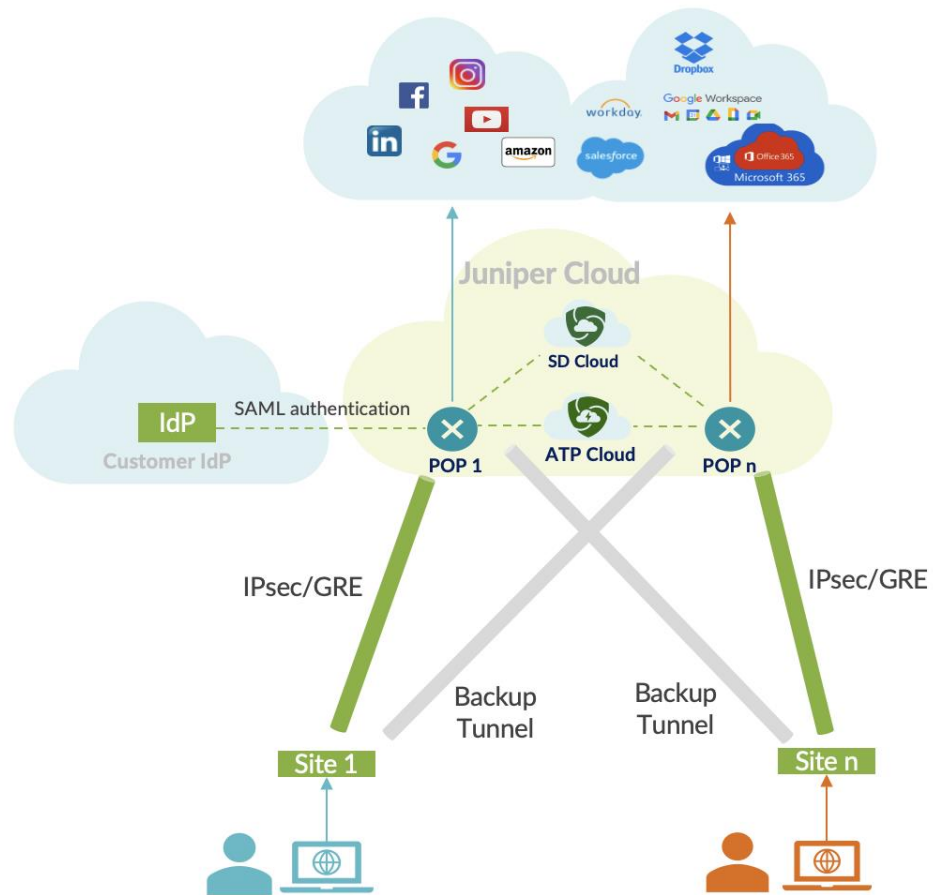 Dropbox
Google Workspace
workday.
in
amazon
salesforce
Office 365
Microsoft 365
Juniper Cloud
SD Cloud
SAML authentication
IdP
Customer IdP
POP 1
ATP Cloud
POP n
IPsec/GRE
IPsec/GRE
Backup
Tunnel
Backup
Tunnel
Site 1
Site n